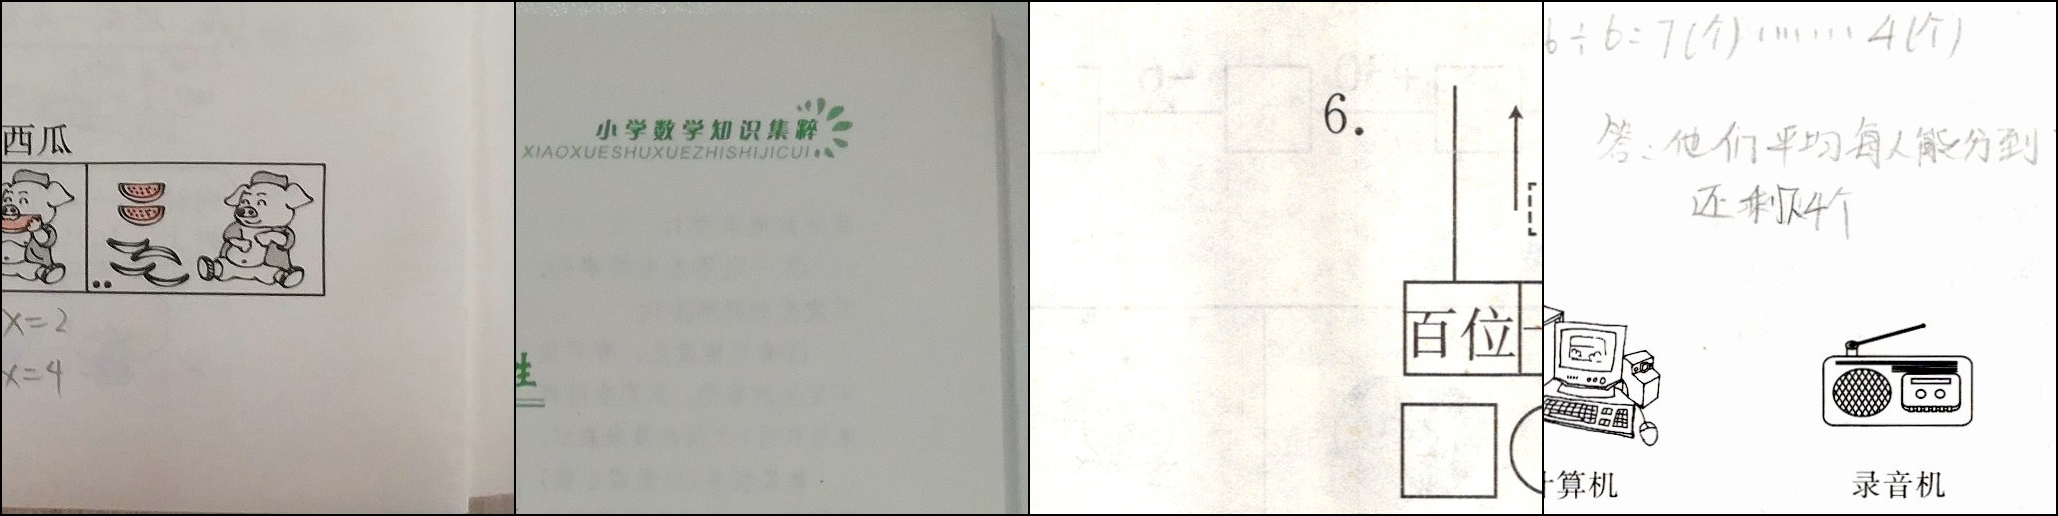 西瓜
x=2
x=4
小学数学知识集粹
XIAOXUESHUXUEZHISHIJICUI
6.
百位
6÷6=7(个)……4(个)
答:他们平均每人能分到
还剩4个
算机
录音机